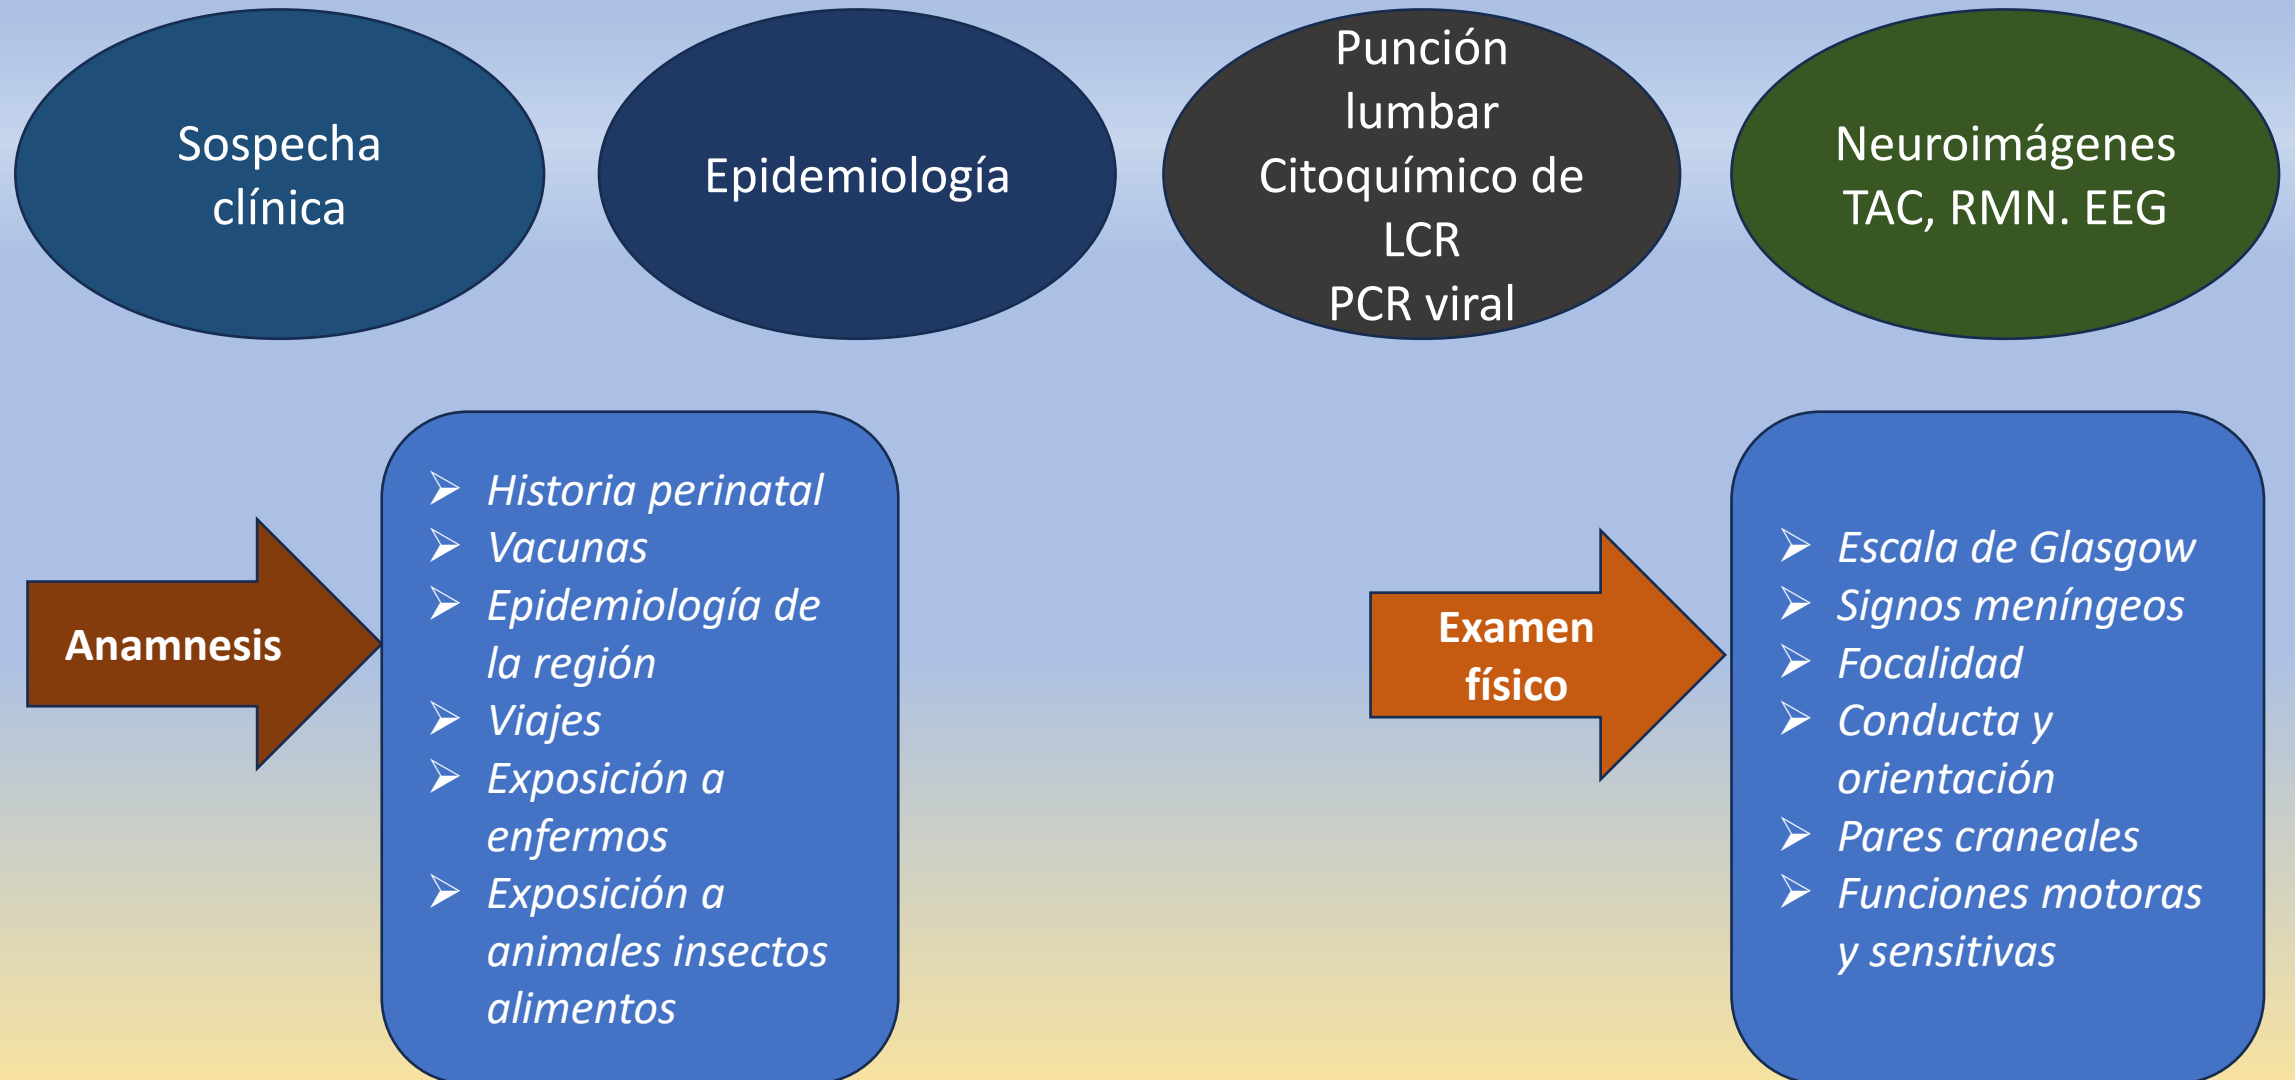 Sospecha
clínica
Epidemiología
Punción
lumbar
Citoquímico de
LCR
PCR viral
Neuroimágenes
TAC, RMN. EEG
Anamnesis
Historia perinatal
Vacunas
Epidemiología de
la región
Viajes
Exposición a
enfermos
Exposición a
animales insectos
alimentos
Examen
físico
Escala de Glasgow
Signos meníngeos
Focalidad
Conducta y
orientación
Pares craneales
Funciones motoras
y sensitivas